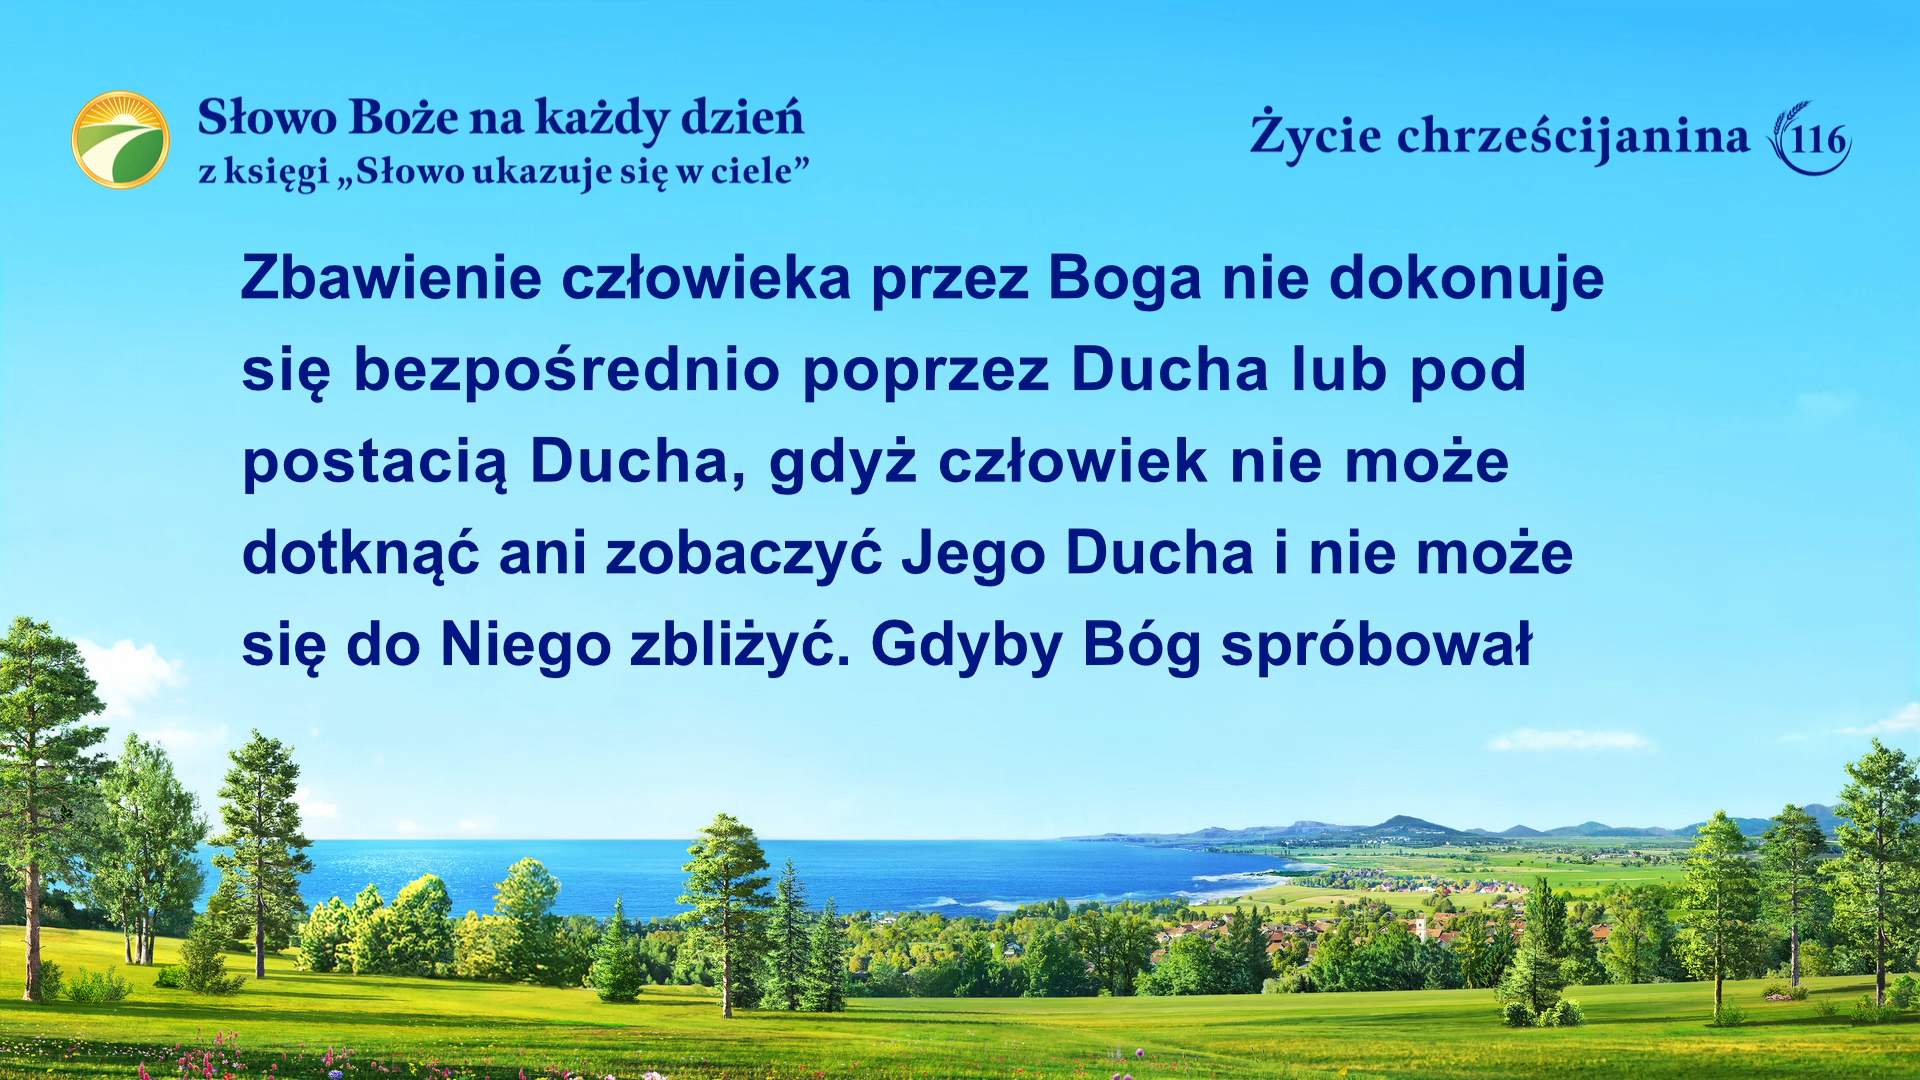 Słowo Boże na każdy dzień
z księgi „Słowo ukazuje się w ciele”
Życie chrześcijanina 116
Zbawienie człowieka przez Boga nie dokonuje
się bezpośrednio poprzez Ducha lub pod
postacią Ducha, gdyż człowiek nie może
dotknąć ani zobaczyć Jego Ducha i nie może
się do Niego zbliżyć. Gdyby Bóg spróbował